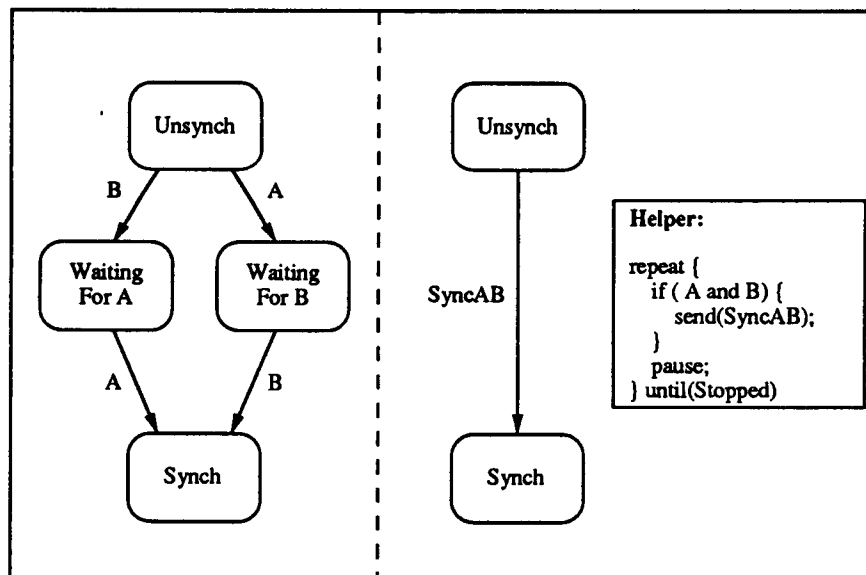 Unsynch
B
A
Waiting
For A
Waiting
For B
A
B
Synch
Unsynch
SyncAB
Synch
Helper:
repeat {
if ( A and B) {
send(SyncAB);
}
pause;
} until(Stopped)